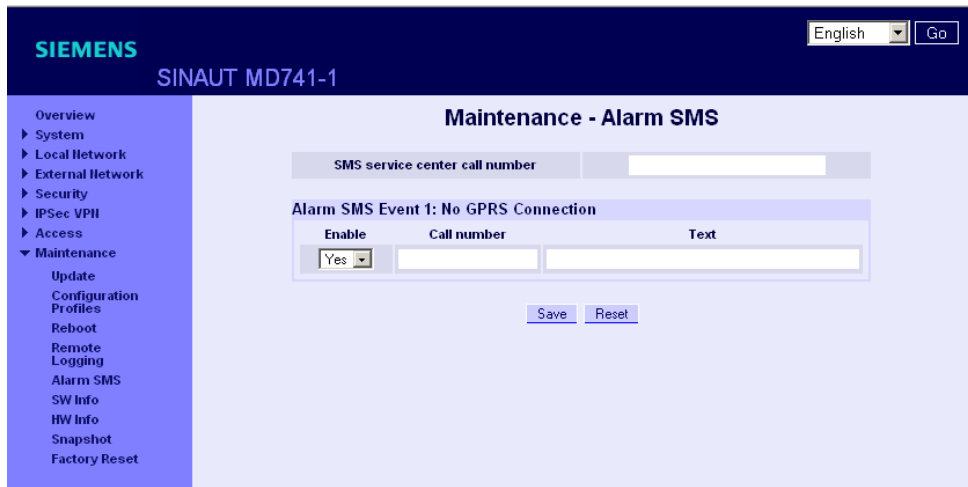 SIEMENS
SINAUT MD741-1
English
Go
Overview
System
Local Network
External Network
Security
IPSec VPN
Access
Maintenance
Update
Configuration
Profiles
Reboot
Remote
Logging
Alarm SMS
SW Info
HW Info
Snapshot
Factory Reset
Maintenance - Alarm SMS
SMS service center call number
Alarm SMS Event 1: No GPRS Connection
Enable Call number Text
Yes
Save Reset